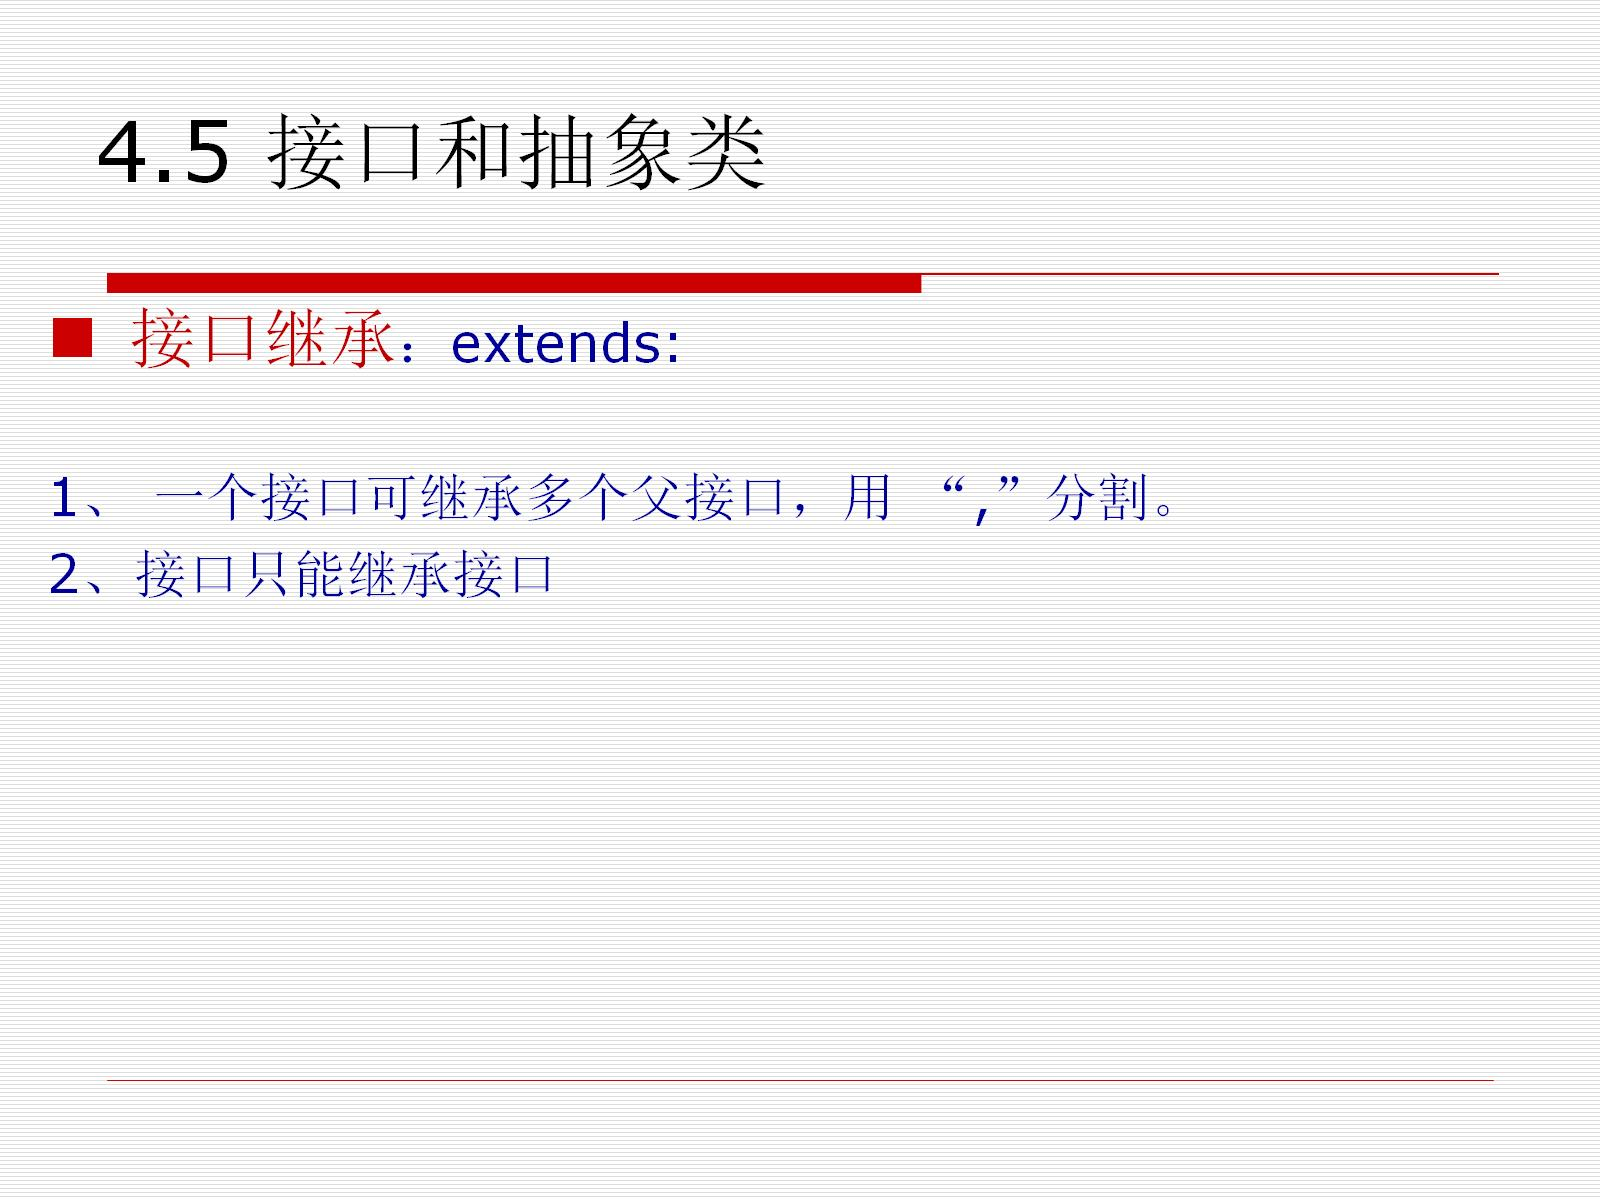 4.5 接口和抽象类
接口继承：extends:
1、 一个接口可继承多个父接口，用 “,”分割。
2、接口只能继承接口